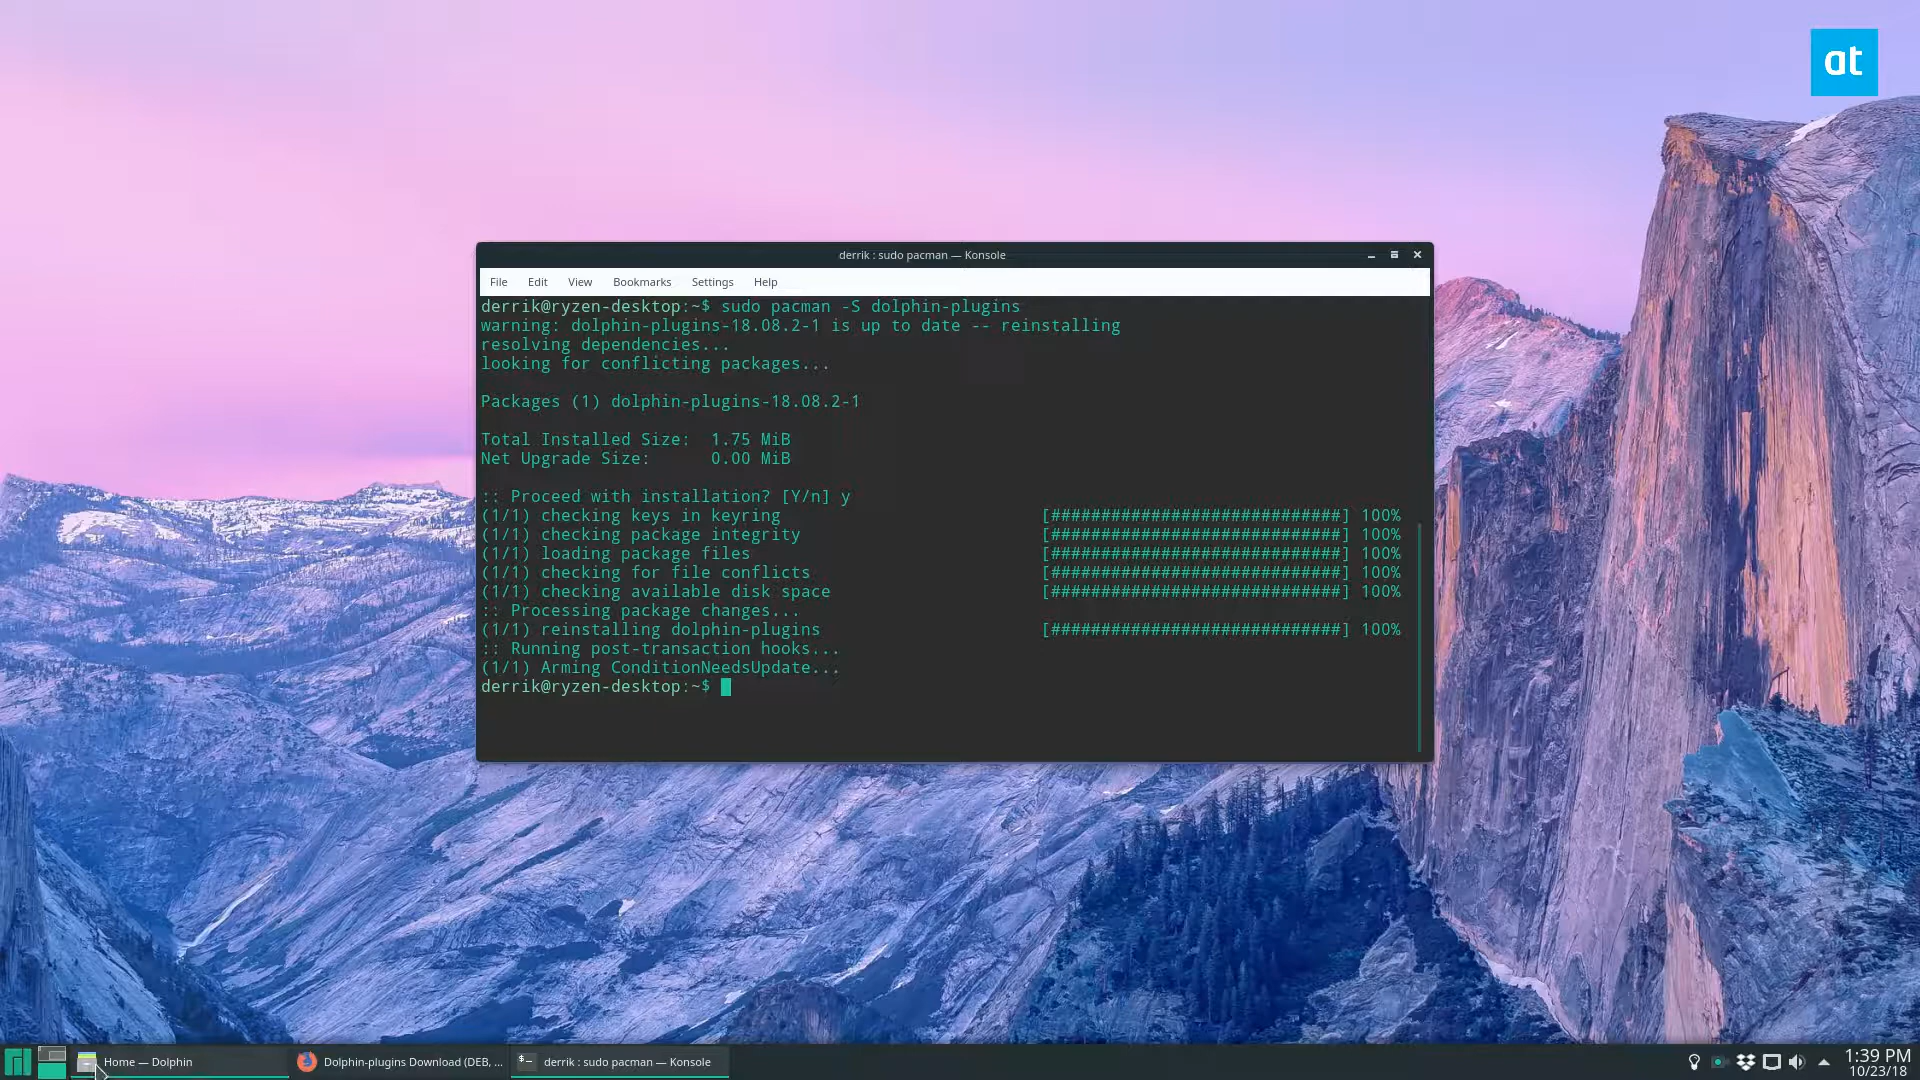 at
derrik : sudo pacman — Konsole
File Edit View Bookmarks Settings Help
derrik@ryzen-desktop:~$ sudo pacman -S dolphin-plugins
warning: dolphin-plugins-18.08.2-1 is up to date -- reinstalling
resolving dependencies...
looking for conflicting packages...
Packages (1) dolphin-plugins-18.08.2-1
Total Installed Size:  1.75 MiB
Net Upgrade Size:      0.00 MiB
:: Proceed with installation? [Y/n] y
(1/1) checking keys in keyring [#############################] 100%
(1/1) checking package integrity [#############################] 100%
(1/1) loading package files [#############################] 100%
(1/1) checking for file conflicts [#############################] 100%
(1/1) checking available disk space [#############################] 100%
:: Processing package changes...
(1/1) reinstalling dolphin-plugins [#############################] 100%
:: Running post-transaction hooks...
(1/1) Arming ConditionNeedsUpdate...
derrik@ryzen-desktop:~$
Home — Dolphin
Dolphin-plugins Download (DEB, ...
derrik : sudo pacman — Konsole
1:39 PM
10/23/18